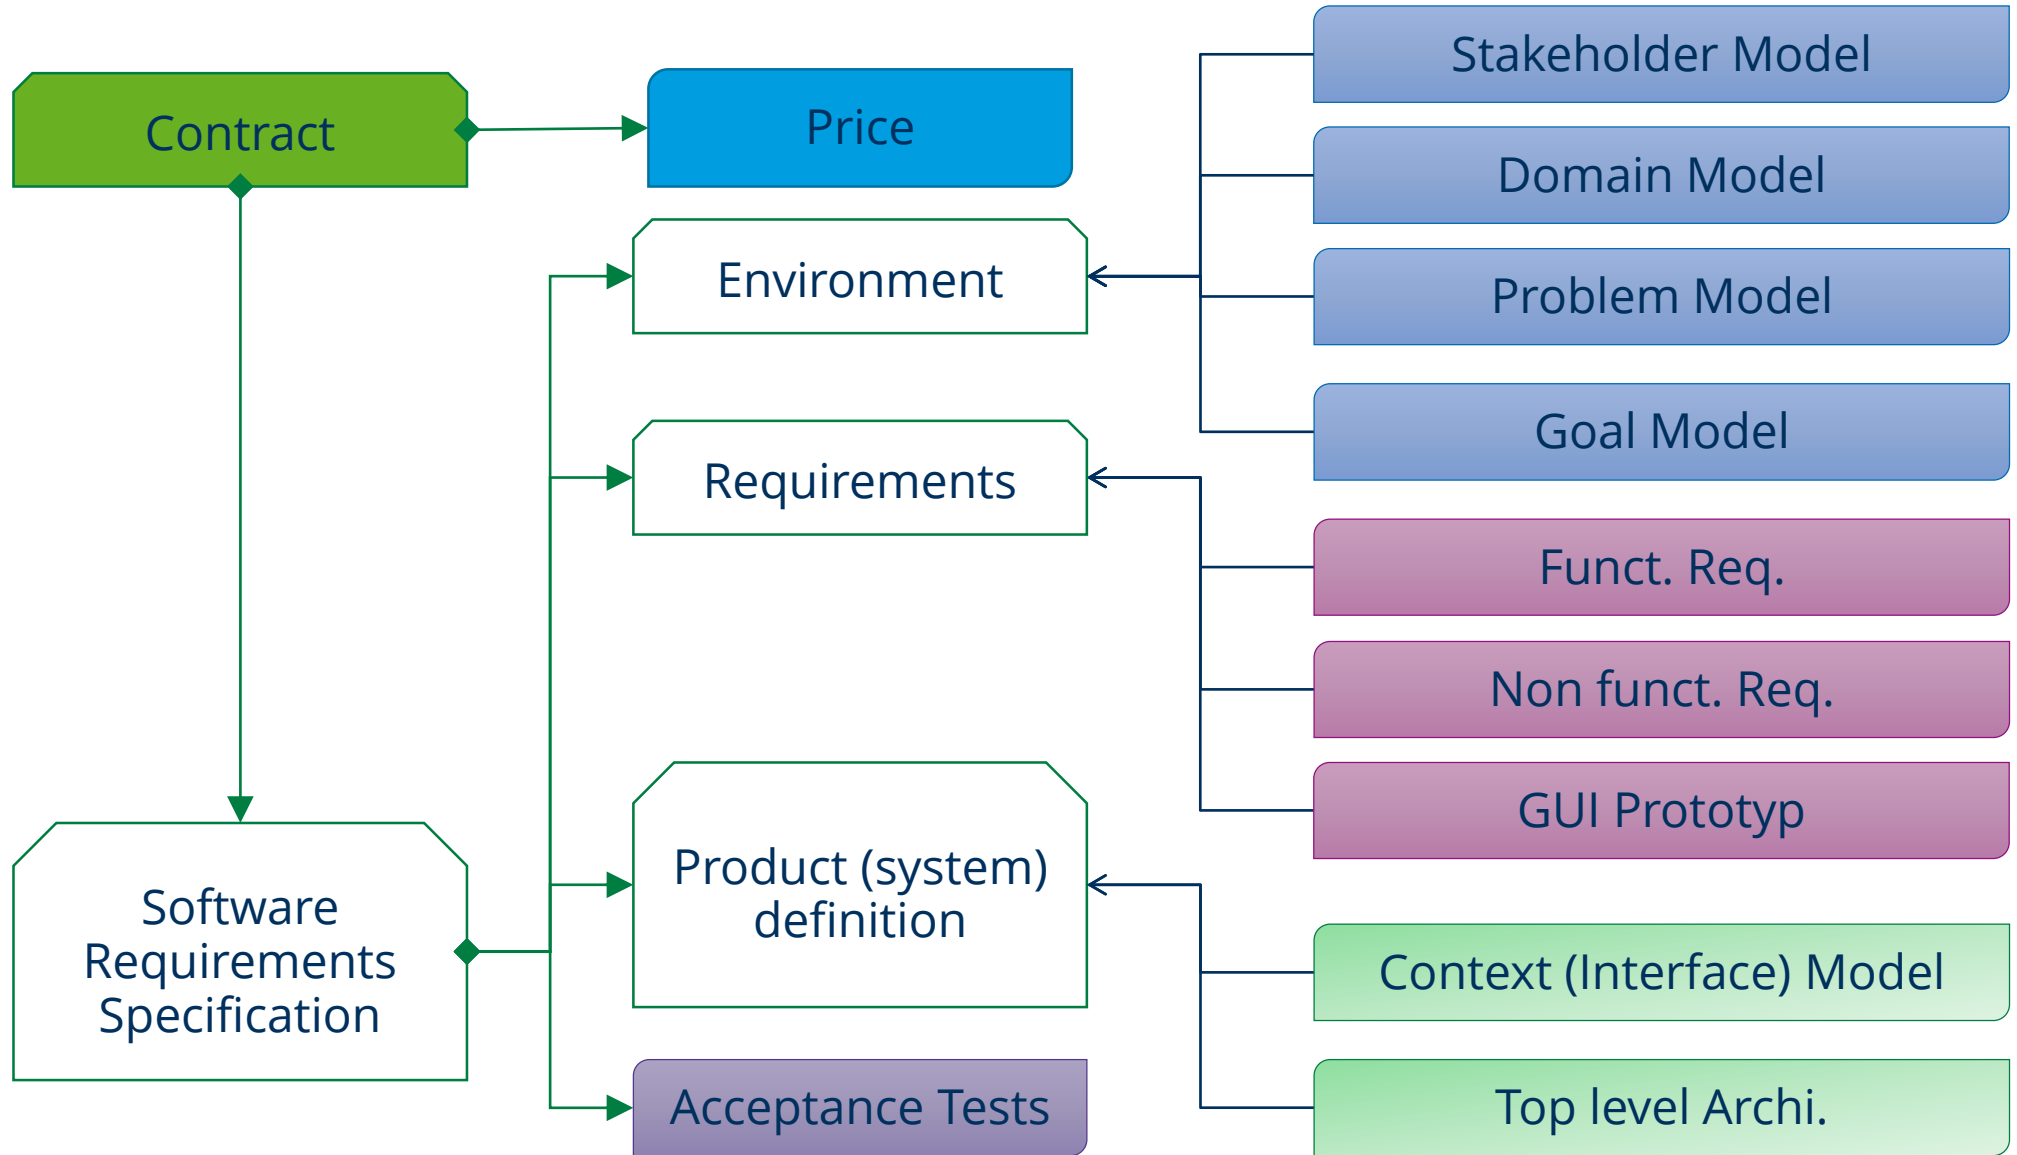 Contract
Price
Environment
Requirements
Product (system)
definition
Software
Requirements
Specification
Acceptance Tests
Stakeholder Model
Domain Model
Problem Model
Goal Model
Funct. Req.
Non funct. Req.
GUI Prototyp
Context (Interface) Model
Top level Archi.